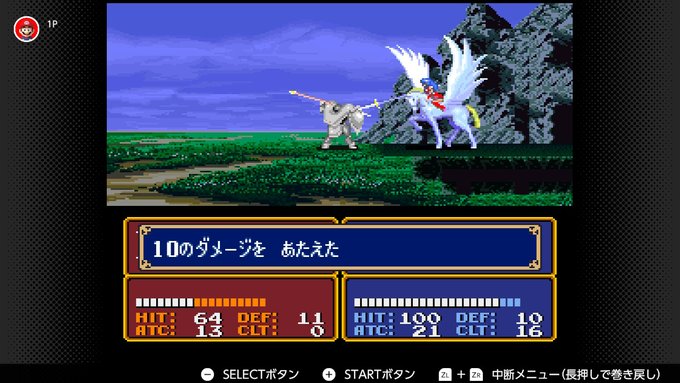 1P
10のダメージを あたえた
HIT: 64 DEF: 11
ATC: 13 CLT: 0
HIT: 100 DEF: 10
ATC: 21 CLT: 16
− SELECTボタン + STARTボタン ZL + ZR 中断メニュー(長押しで巻き戻し)